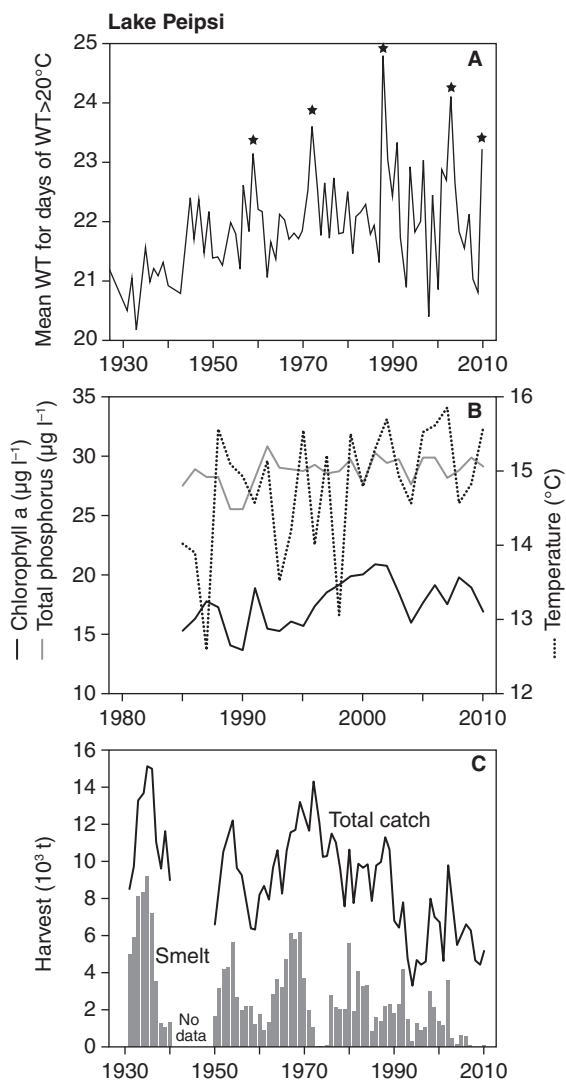 Lake Peipsi
A
Mean WT for days of WT>20°C
25
24
23
22
21
20
1930 1950 1970 1990 2010
B
Chlorophyll a (µg l⁻¹)
Total phosphorus (µg l⁻¹)
35
30
25
20
15
10
16
15
14
13
12
Temperature (°C)
1980 1990 2000 2010
C
Harvest (10³ t)
16
14
12
10
8
6
4
2
0
Total catch
Smelt
No
data
1930 1950 1970 1990 2010